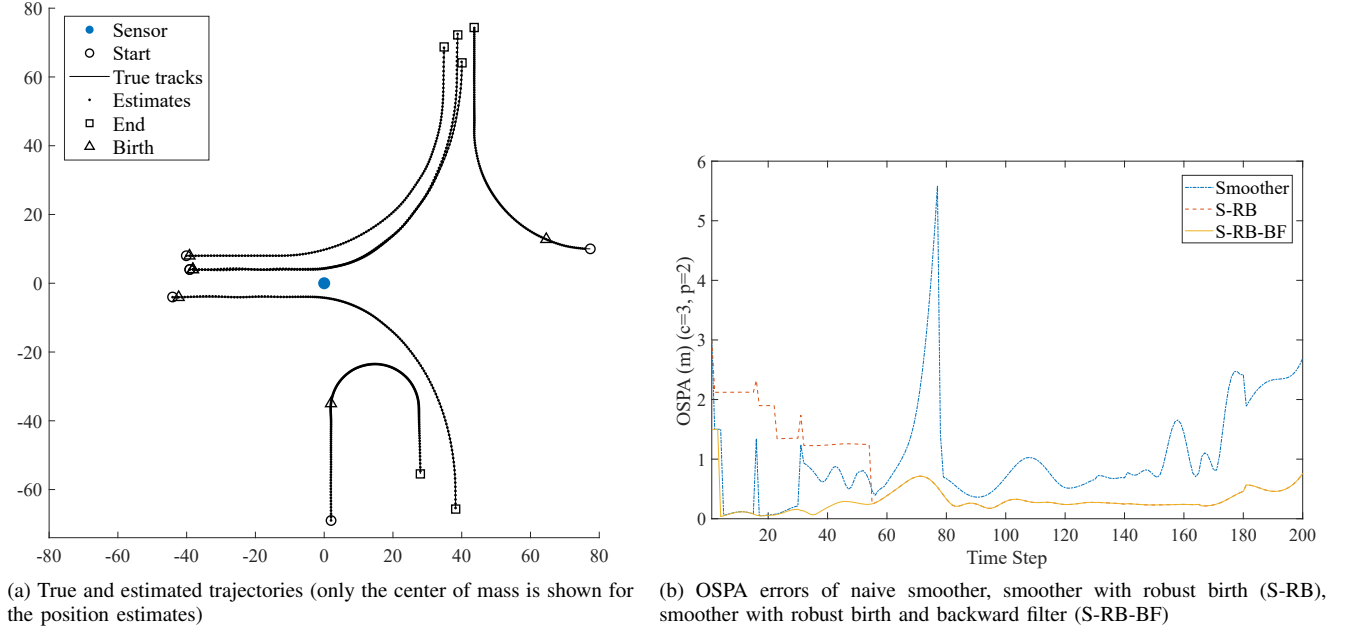 80
60
40
20
0
-20
-40
-60
-80
-60
-40
-20
0
20
40
60
80
Sensor
Start
True tracks
Estimates
End
Birth
(a) True and estimated trajectories (only the center of mass is shown for
the position estimates)
6
5
4
3
2
1
0
OSPA (m) (c=3, p=2)
20
40
60
80
100
120
140
160
180
200
Time Step
Smoother
S-RB
S-RB-BF
(b) OSPA errors of naive smoother, smoother with robust birth (S-RB),
smoother with robust birth and backward filter (S-RB-BF)